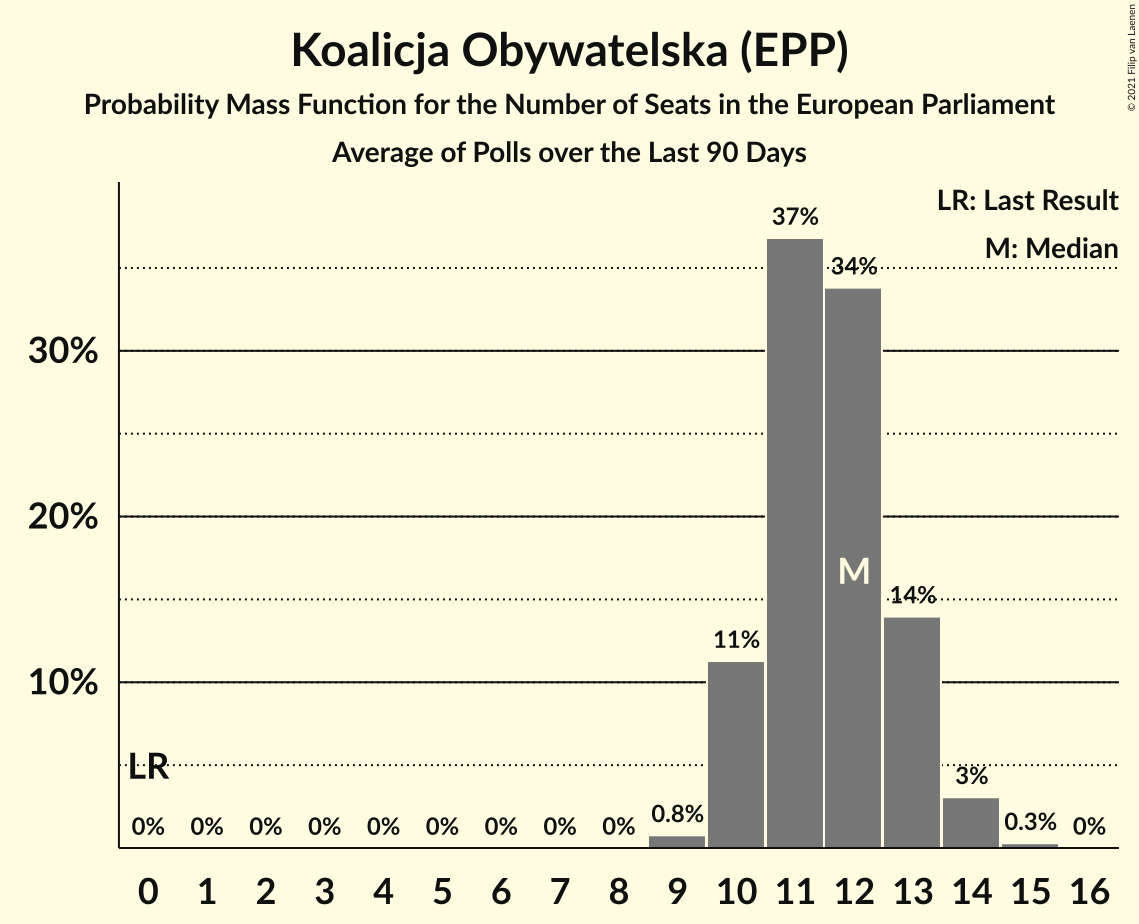 Koalicja Obywatelska (EPP)
Probability Mass Function for the Number of Seats in the European Parliament
Average of Polls over the Last 90 Days
© 2021 Filip van Laenen
LR: Last Result
M: Median
37%
34%
30%
20%
M
14%
11%
10%
LR
3%
0% 0% 0% 0% 0% 0% 0% 0% 0% 0.8% 0.3% 0%
0 1 2 3 4 5 6 7 8 9 10 11 12 13 14 15 16